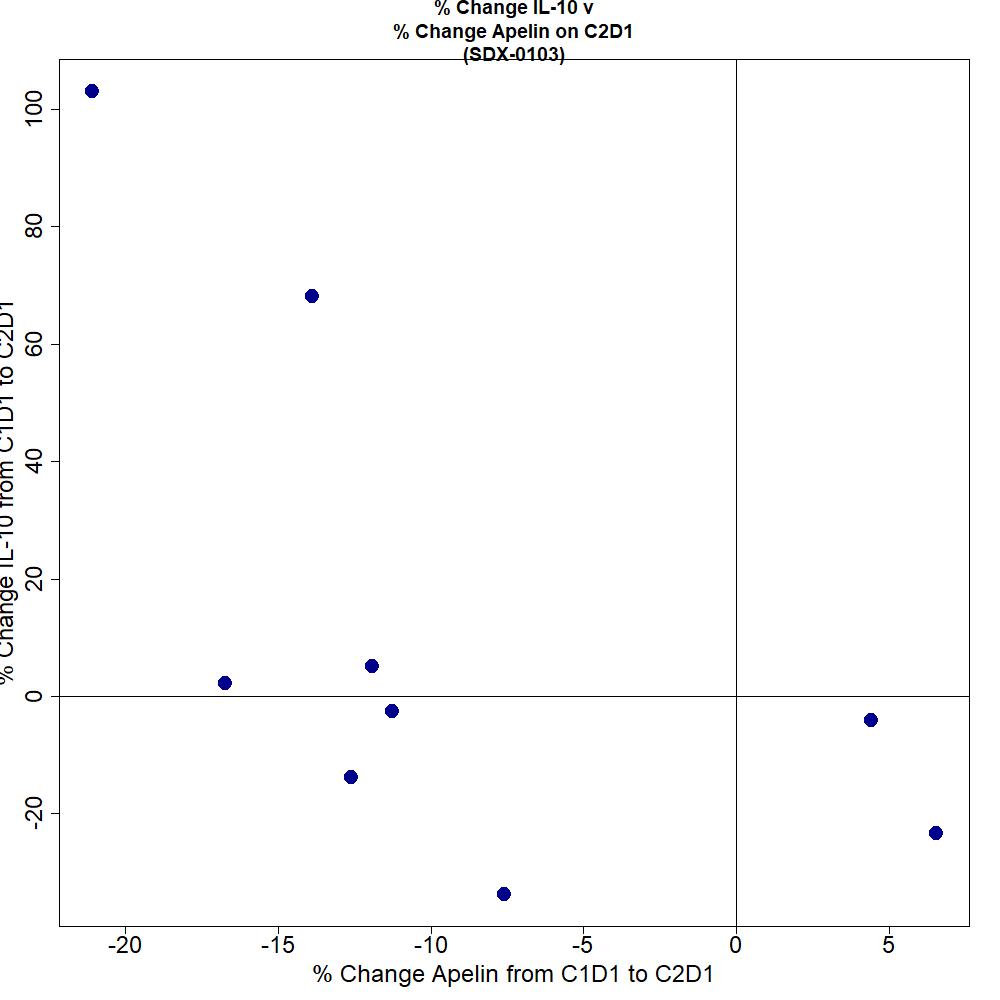 % Change IL-10 v
% Change Apelin on C2D1
(SDX-0103)
% Change IL-10 from C1D1 to C2D1
100
80
60
40
20
0
-20
-20 -15 -10 -5 0 5
% Change Apelin from C1D1 to C2D1